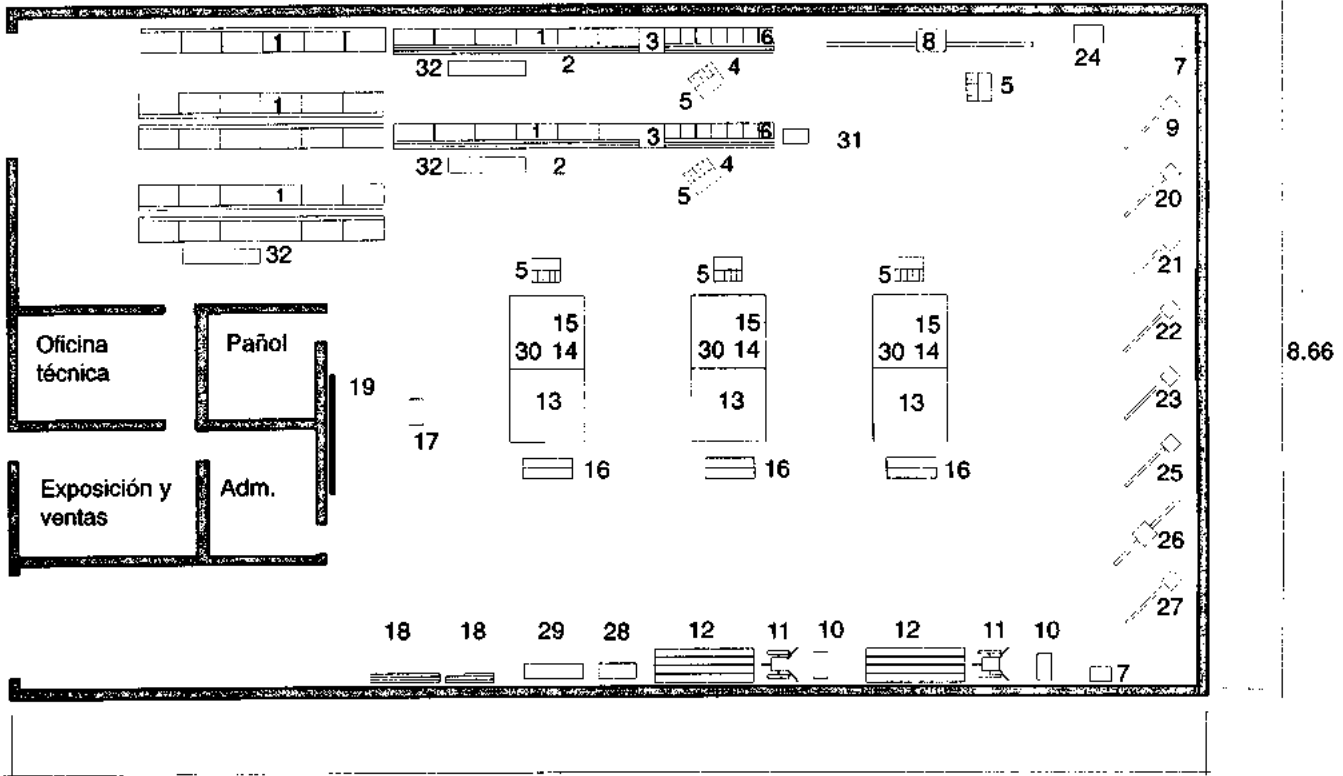 1 1 3 6 8 24
32 2 4 7
5 5
1 9
1 3 6 31
32 2 4
5 20
1
32 21
5 5 5
15 15 15 22
Oficina técnica Pañol
30 14 30 14 30 14 8.66
19 23
13 13 13
17
16 16 16 25
Exposición y ventas Adm.
26
27
18 18 29 28 12 11 10 12 11 10
7